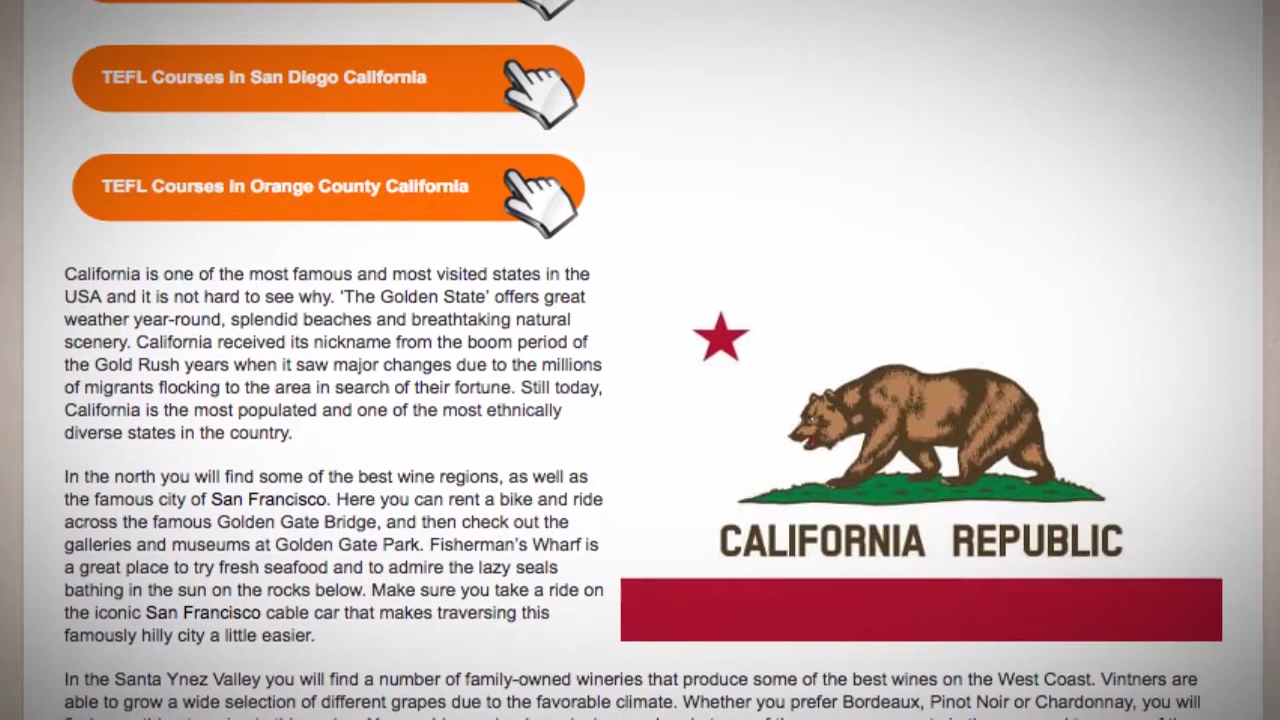 TEFL Courses in San Diego California
TEFL Courses in Orange County California
California is one of the most famous and most visited states in the
USA and it is not hard to see why. 'The Golden State' offers great
weather year-round, splendid beaches and breathtaking natural
scenery. California received its nickname from the boom period of
the Gold Rush years when it saw major changes due to the millions
of migrants flocking to the area in search of their fortune. Still today,
California is the most populated and one of the most ethnically
diverse states in the country.
In the north you will find some of the best wine regions, as well as
the famous city of San Francisco. Here you can rent a bike and ride
across the famous Golden Gate Bridge, and then check out the
galleries and museums at Golden Gate Park. Fisherman's Wharf is
a great place to try fresh seafood and to admire the lazy seals
bathing in the sun on the rocks below. Make sure you take a ride on
the iconic San Francisco cable car that makes traversing this
famously hilly city a little easier.
CALIFORNIA REPUBLIC
In the Santa Ynez Valley you will find a number of family-owned wineries that produce some of the best wines on the West Coast. Vintners are
able to grow a wide selection of different grapes due to the favorable climate. Whether you prefer Bordeaux, Pinot Noir or Chardonnay, you will